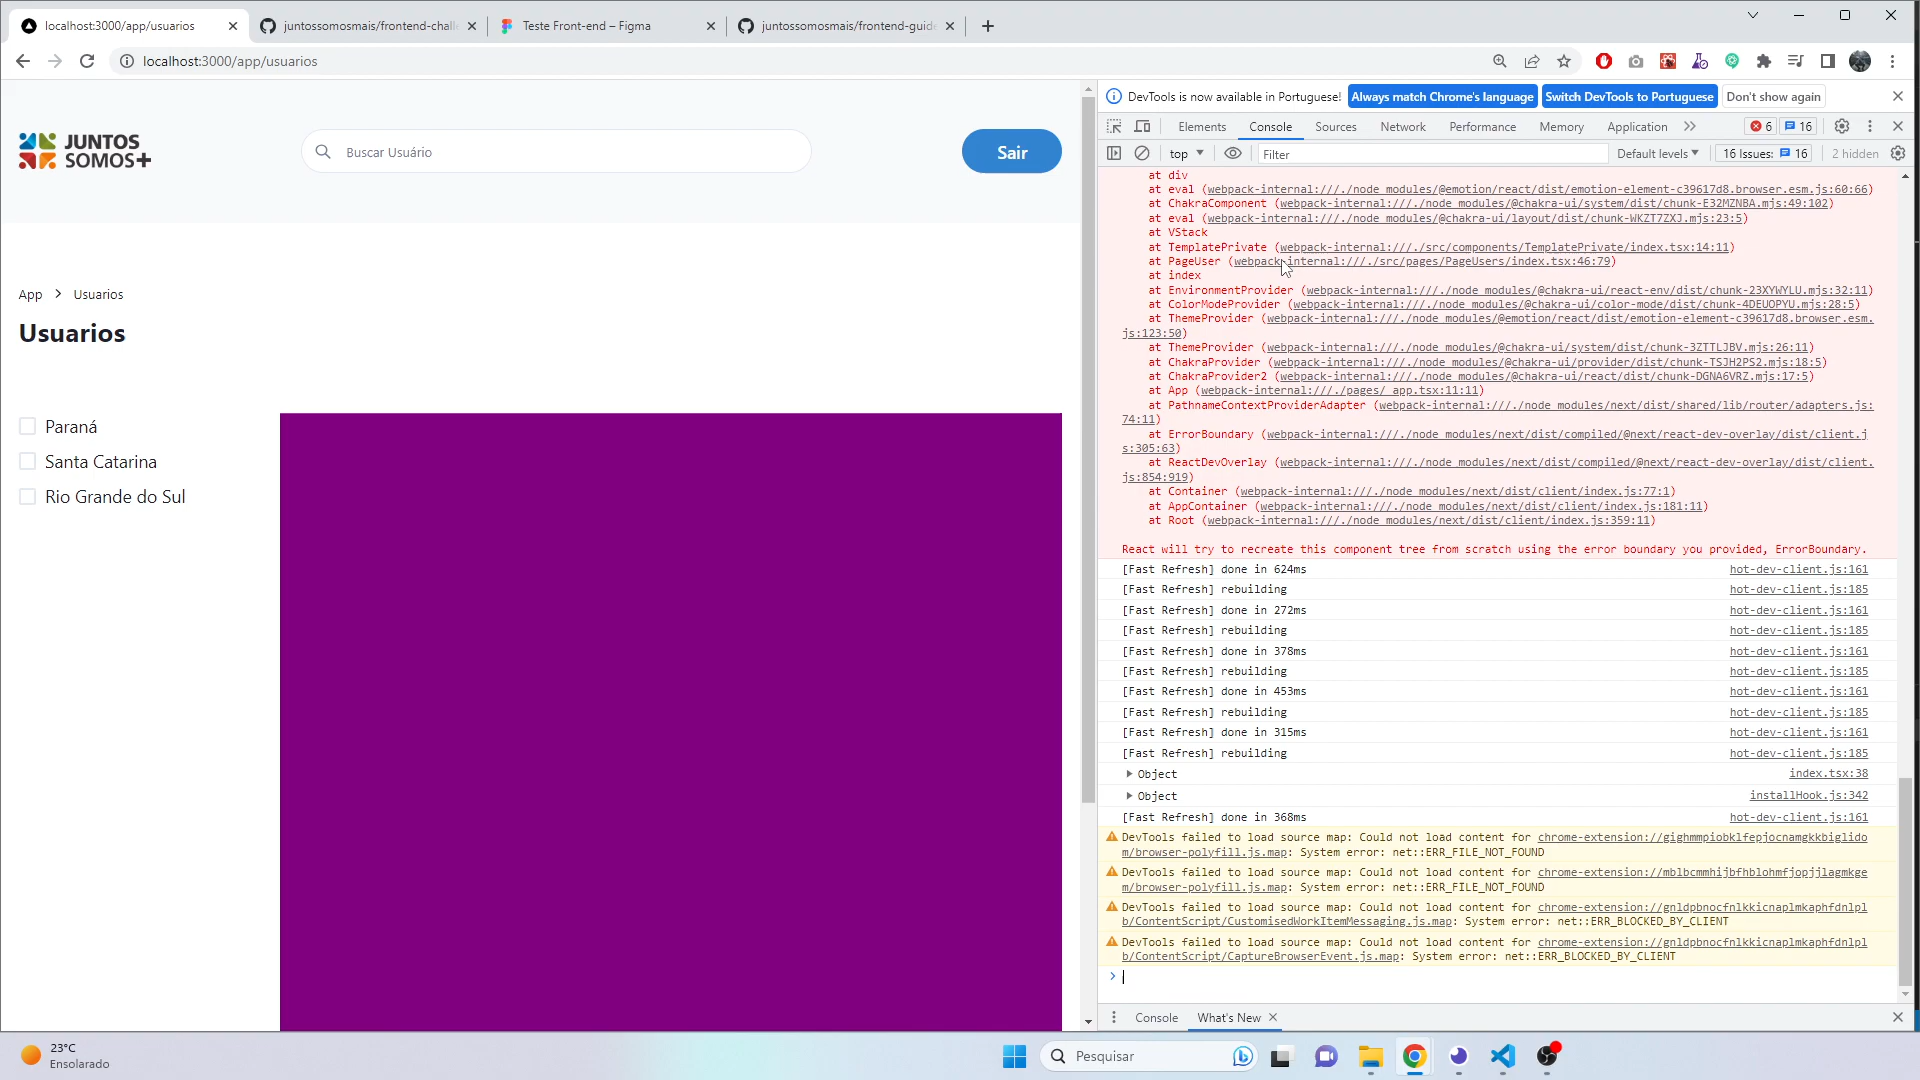 localhost:3000/app/usuarios
juntossomosmais/frontend-chall
Teste Front-end – Figma
juntossomosmais/frontend-guide
localhost:3000/app/usuarios
JUNTOS
SOMOS+
Buscar Usuário
Sair
App > Usuarios
Usuarios
Paraná
Santa Catarina
Rio Grande do Sul
DevTools is now available in Portuguese! Always match Chrome's language Switch DevTools to Portuguese Don't show again
Elements Console Sources Network Performance Memory Application 6 16
top Filter Default levels 16 Issues: 16 2 hidden
at div
at eval (webpack-internal:///./node_modules/@emotion/react/dist/emotion-element-c39617d8.browser.esm.js:60:66)
at ChakraComponent (webpack-internal:///./node_modules/@chakra-ui/system/dist/chunk-E32MZNBA.mjs:49:102)
at eval (webpack-internal:///./node_modules/@chakra-ui/layout/dist/chunk-WKZT7ZXJ.mjs:23:5)
at VStack
at TemplatePrivate (webpack-internal:///./src/components/TemplatePrivate/index.tsx:14:11)
at PageUser (webpack-internal:///./src/pages/PageUsers/index.tsx:46:79)
at index
at EnvironmentProvider (webpack-internal:///./node_modules/@chakra-ui/react-env/dist/chunk-23XYWYLU.mjs:32:11)
at ColorModeProvider (webpack-internal:///./node_modules/@chakra-ui/color-mode/dist/chunk-4DEUOPYU.mjs:28:5)
at ThemeProvider (webpack-internal:///./node_modules/@emotion/react/dist/emotion-element-c39617d8.browser.esm.
js:123:50)
at ThemeProvider (webpack-internal:///./node_modules/@chakra-ui/system/dist/chunk-3ZTTLJBV.mjs:26:11)
at ChakraProvider (webpack-internal:///./node_modules/@chakra-ui/provider/dist/chunk-TSJH2PS2.mjs:18:5)
at ChakraProvider2 (webpack-internal:///./node_modules/@chakra-ui/react/dist/chunk-DGNA6VRZ.mjs:17:5)
at App (webpack-internal:///./pages/_app.tsx:11:11)
at PathnameContextProviderAdapter (webpack-internal:///./node_modules/next/dist/shared/lib/router/adapters.js:
74:11)
at ErrorBoundary (webpack-internal:///./node_modules/next/dist/compiled/@next/react-dev-overlay/dist/client.j
s:305:63)
at ReactDevOverlay (webpack-internal:///./node_modules/next/dist/compiled/@next/react-dev-overlay/dist/client.
js:854:919)
at Container (webpack-internal:///./node_modules/next/dist/client/index.js:77:1)
at AppContainer (webpack-internal:///./node_modules/next/dist/client/index.js:181:11)
at Root (webpack-internal:///./node_modules/next/dist/client/index.js:359:11)
React will try to recreate this component tree from scratch using the error boundary you provided, ErrorBoundary.
[Fast Refresh] done in 624ms hot-dev-client.js:161
[Fast Refresh] rebuilding hot-dev-client.js:185
[Fast Refresh] done in 272ms hot-dev-client.js:161
[Fast Refresh] rebuilding hot-dev-client.js:185
[Fast Refresh] done in 378ms hot-dev-client.js:161
[Fast Refresh] rebuilding hot-dev-client.js:185
[Fast Refresh] done in 453ms hot-dev-client.js:161
[Fast Refresh] rebuilding hot-dev-client.js:185
[Fast Refresh] done in 315ms hot-dev-client.js:161
[Fast Refresh] rebuilding hot-dev-client.js:185
Object index.tsx:38
Object installHook.js:342
[Fast Refresh] done in 368ms hot-dev-client.js:161
DevTools failed to load source map: Could not load content for chrome-extension://gighmmpiobklfepjocnamgkkbiglido
m/browser-polyfill.js.map: System error: net::ERR_FILE_NOT_FOUND
DevTools failed to load source map: Could not load content for chrome-extension://mblbcmmhijbfhblohmfjopjjlagmkge
m/browser-polyfill.js.map: System error: net::ERR_FILE_NOT_FOUND
DevTools failed to load source map: Could not load content for chrome-extension://gnldpbnocfnlkkicnaplmkaphfdnlpl
b/ContentScript/CustomisedWorkItemMessaging.js.map: System error: net::ERR_BLOCKED_BY_CLIENT
DevTools failed to load source map: Could not load content for chrome-extension://gnldpbnocfnlkkicnaplmkaphfdnlpl
b/ContentScript/CaptureBrowserEvent.js.map: System error: net::ERR_BLOCKED_BY_CLIENT
Console What's New
23°C
Ensolarado
Pesquisar